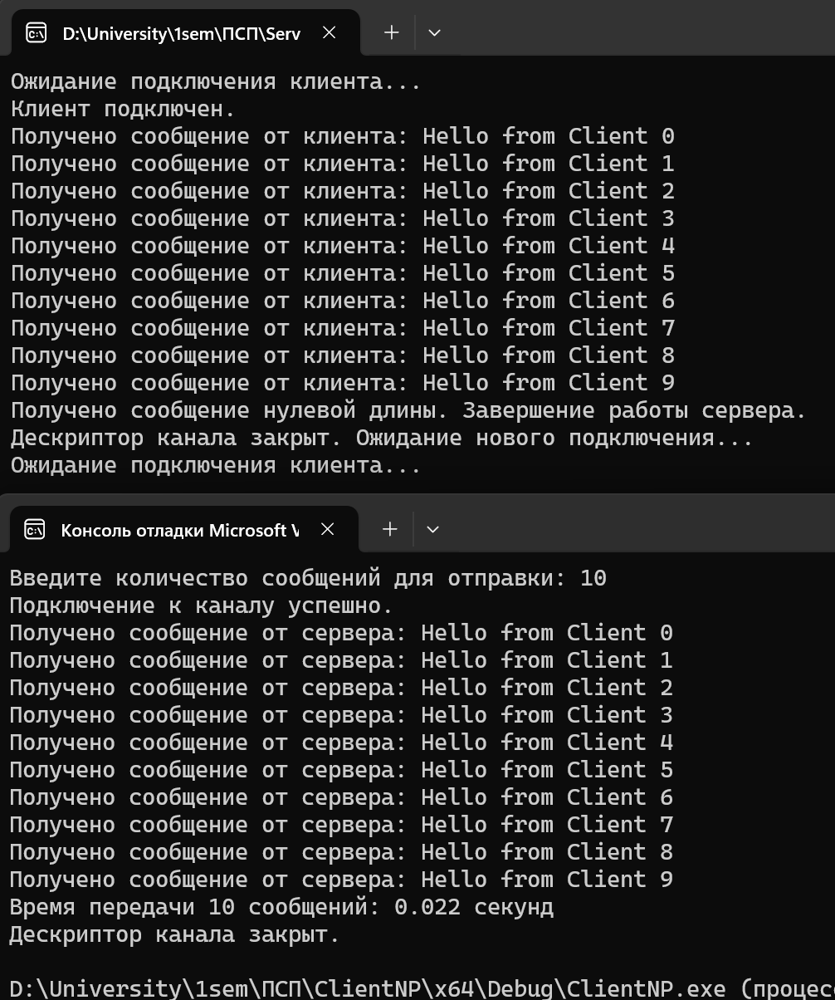 D:\University\1sem\ПСП\Serv
Ожидание подключения клиента...
Клиент подключен.
Получено сообщение от клиента: Hello from Client 0
Получено сообщение от клиента: Hello from Client 1
Получено сообщение от клиента: Hello from Client 2
Получено сообщение от клиента: Hello from Client 3
Получено сообщение от клиента: Hello from Client 4
Получено сообщение от клиента: Hello from Client 5
Получено сообщение от клиента: Hello from Client 6
Получено сообщение от клиента: Hello from Client 7
Получено сообщение от клиента: Hello from Client 8
Получено сообщение от клиента: Hello from Client 9
Получено сообщение нулевой длины. Завершение работы сервера.
Дескриптор канала закрыт. Ожидание нового подключения...
Ожидание подключения клиента...
Консоль отладки Microsoft V
Введите количество сообщений для отправки: 10
Подключение к каналу успешно.
Получено сообщение от сервера: Hello from Client 0
Получено сообщение от сервера: Hello from Client 1
Получено сообщение от сервера: Hello from Client 2
Получено сообщение от сервера: Hello from Client 3
Получено сообщение от сервера: Hello from Client 4
Получено сообщение от сервера: Hello from Client 5
Получено сообщение от сервера: Hello from Client 6
Получено сообщение от сервера: Hello from Client 7
Получено сообщение от сервера: Hello from Client 8
Получено сообщение от сервера: Hello from Client 9
Время передачи 10 сообщений: 0.022 секунд
Дескриптор канала закрыт.
D:\University\1sem\ПСП\ClientNP\x64\Debug\ClientNP.exe (процес